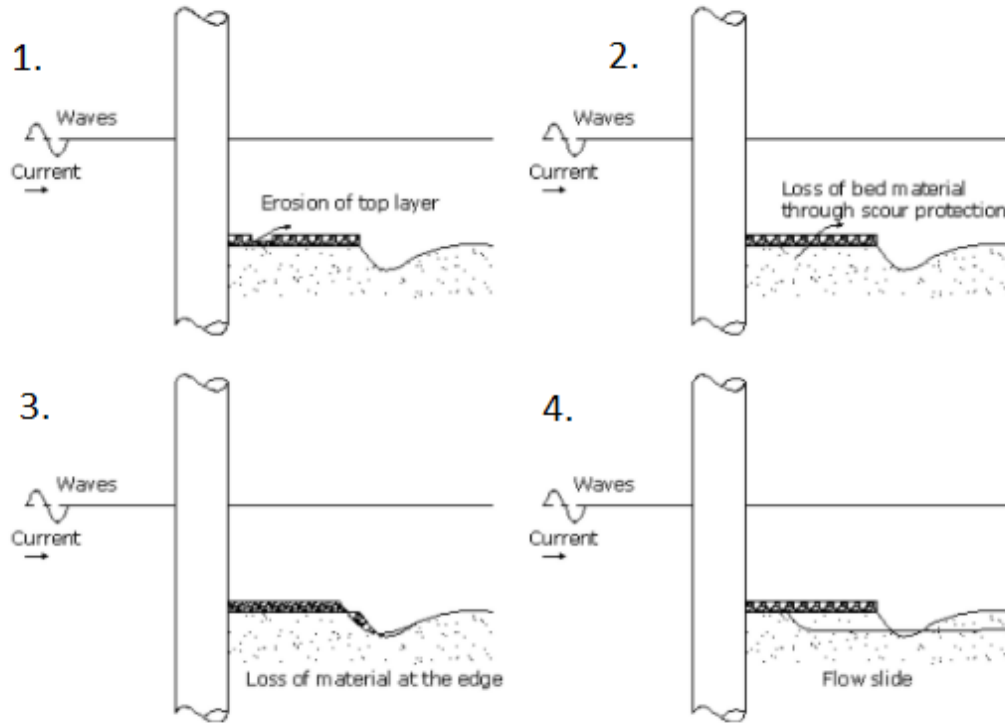 1.
Waves
Current
Erosion of top layer
2.
Waves
Current
Loss of bed material
through scour protection
3.
Waves
Current
Loss of material at the edge
4.
Waves
Current
Flow slide